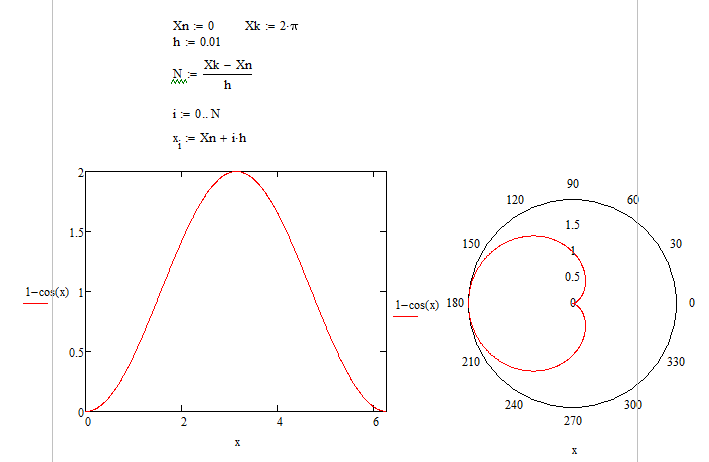 Xn := 0 Xk := 2·π
h := 0.01
N := (Xk − Xn)/h
i := 0.. N
xᵢ := Xn + i·h
2
1.5
1
0.5
0
1−cos(x)
0 2 4 6
x
90
120 60
150 30
180 0
210 330
240 300
270
1.5
1
0.5
0
1−cos(x)
x